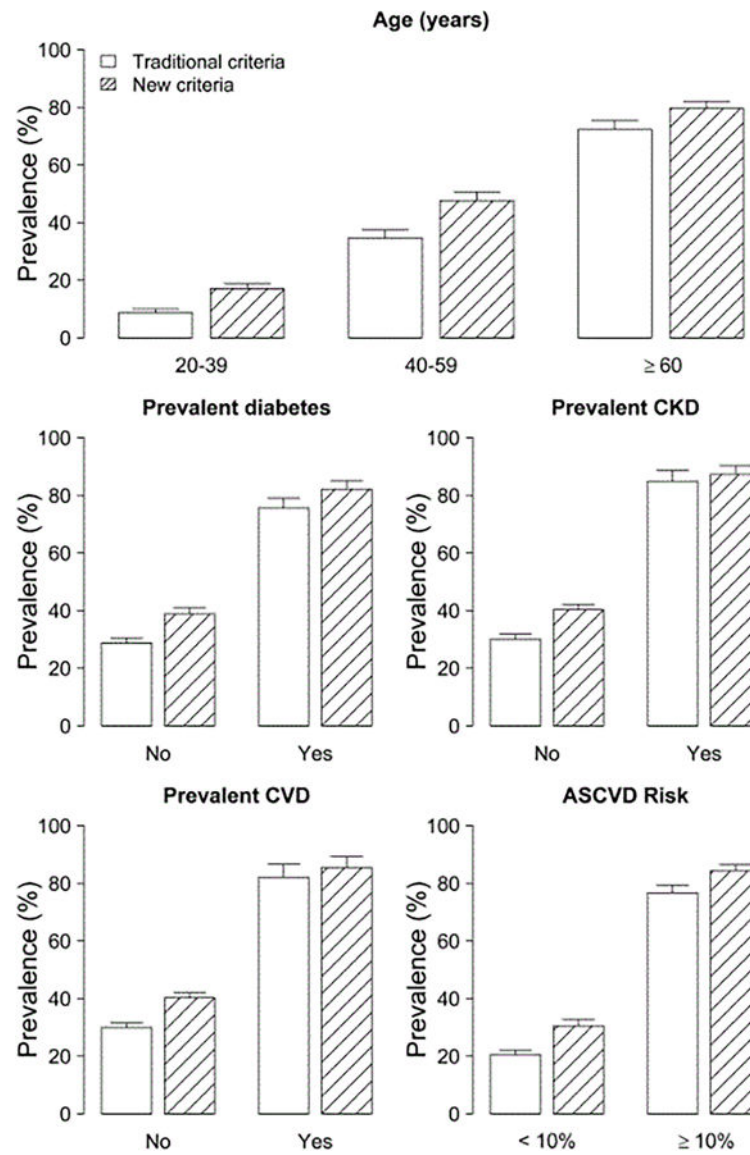 Age (years)
Traditional criteria
New criteria
Prevalence (%)
100
80
60
40
20
0
20-39
40-59
≥ 60
Prevalent diabetes
Prevalence (%)
100
80
60
40
20
0
No
Yes
Prevalent CKD
Prevalence (%)
100
80
60
40
20
0
No
Yes
Prevalent CVD
Prevalence (%)
100
80
60
40
20
0
No
Yes
ASCVD Risk
Prevalence (%)
100
80
60
40
20
0
< 10%
≥ 10%